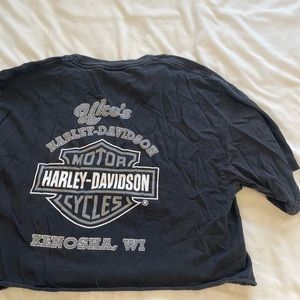 Uke's
HARLEY-DAVIDSON
MOTOR
HARLEY-DAVIDSON
CYCLES®
KENOSHA, WI